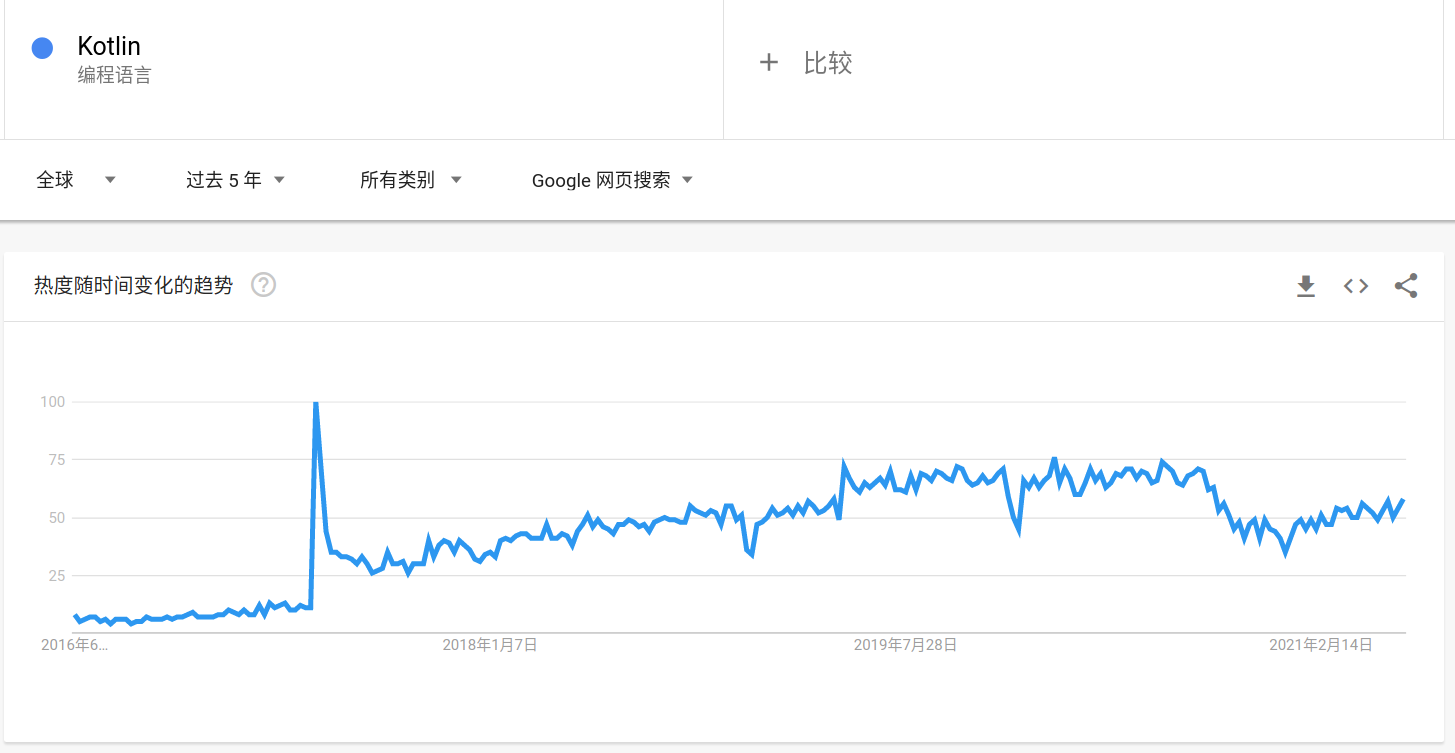 Kotlin
编程语言
+ 比较
全球 过去 5 年 所有类别 Google 网页搜索
热度随时间变化的趋势 ?
100
75
50
25
2016年6... 2018年1月7日 2019年7月28日 2021年2月14日